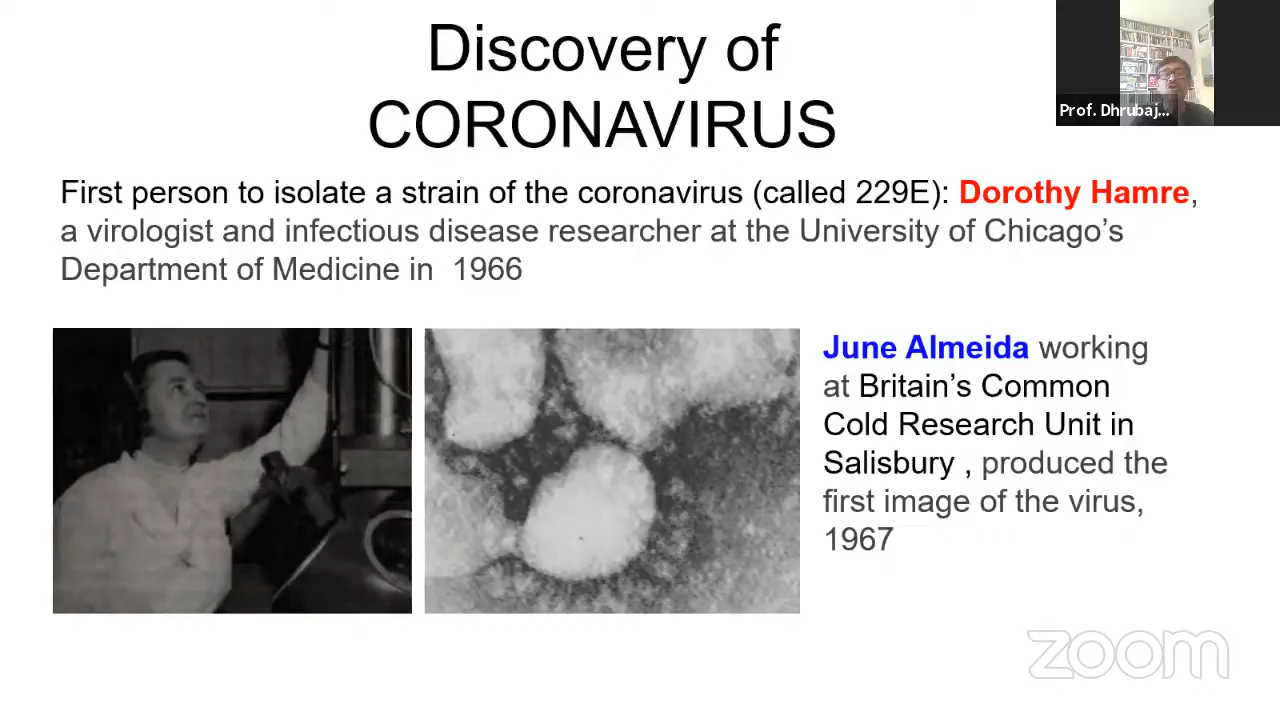 Discovery of
CORONAVIRUS
Prof. Dhrubaj...
First person to isolate a strain of the coronavirus (called 229E): Dorothy Hamre,
a virologist and infectious disease researcher at the University of Chicago’s
Department of Medicine in 1966
June Almeida working
at Britain’s Common
Cold Research Unit in
Salisbury , produced the
first image of the virus,
1967
zoom